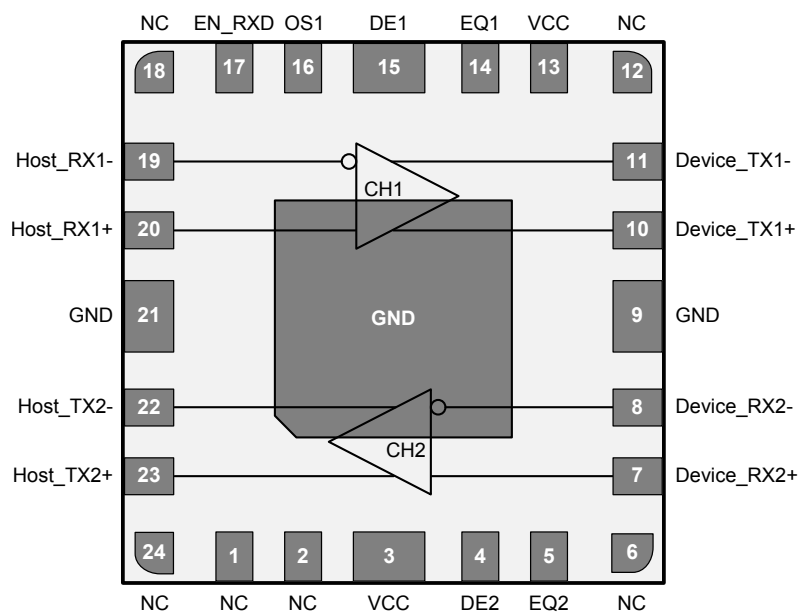 NC EN_RXD OS1 DE1 EQ1 VCC NC
18 17 16 15 14 13 12
Host_RX1- 19 11 Device_TX1-
CH1
Host_RX1+ 20 10 Device_TX1+
GND 21 GND 9 GND
Host_TX2- 22 8 Device_RX2-
CH2
Host_TX2+ 23 7 Device_RX2+
24 1 2 3 4 5 6
NC NC NC VCC DE2 EQ2 NC